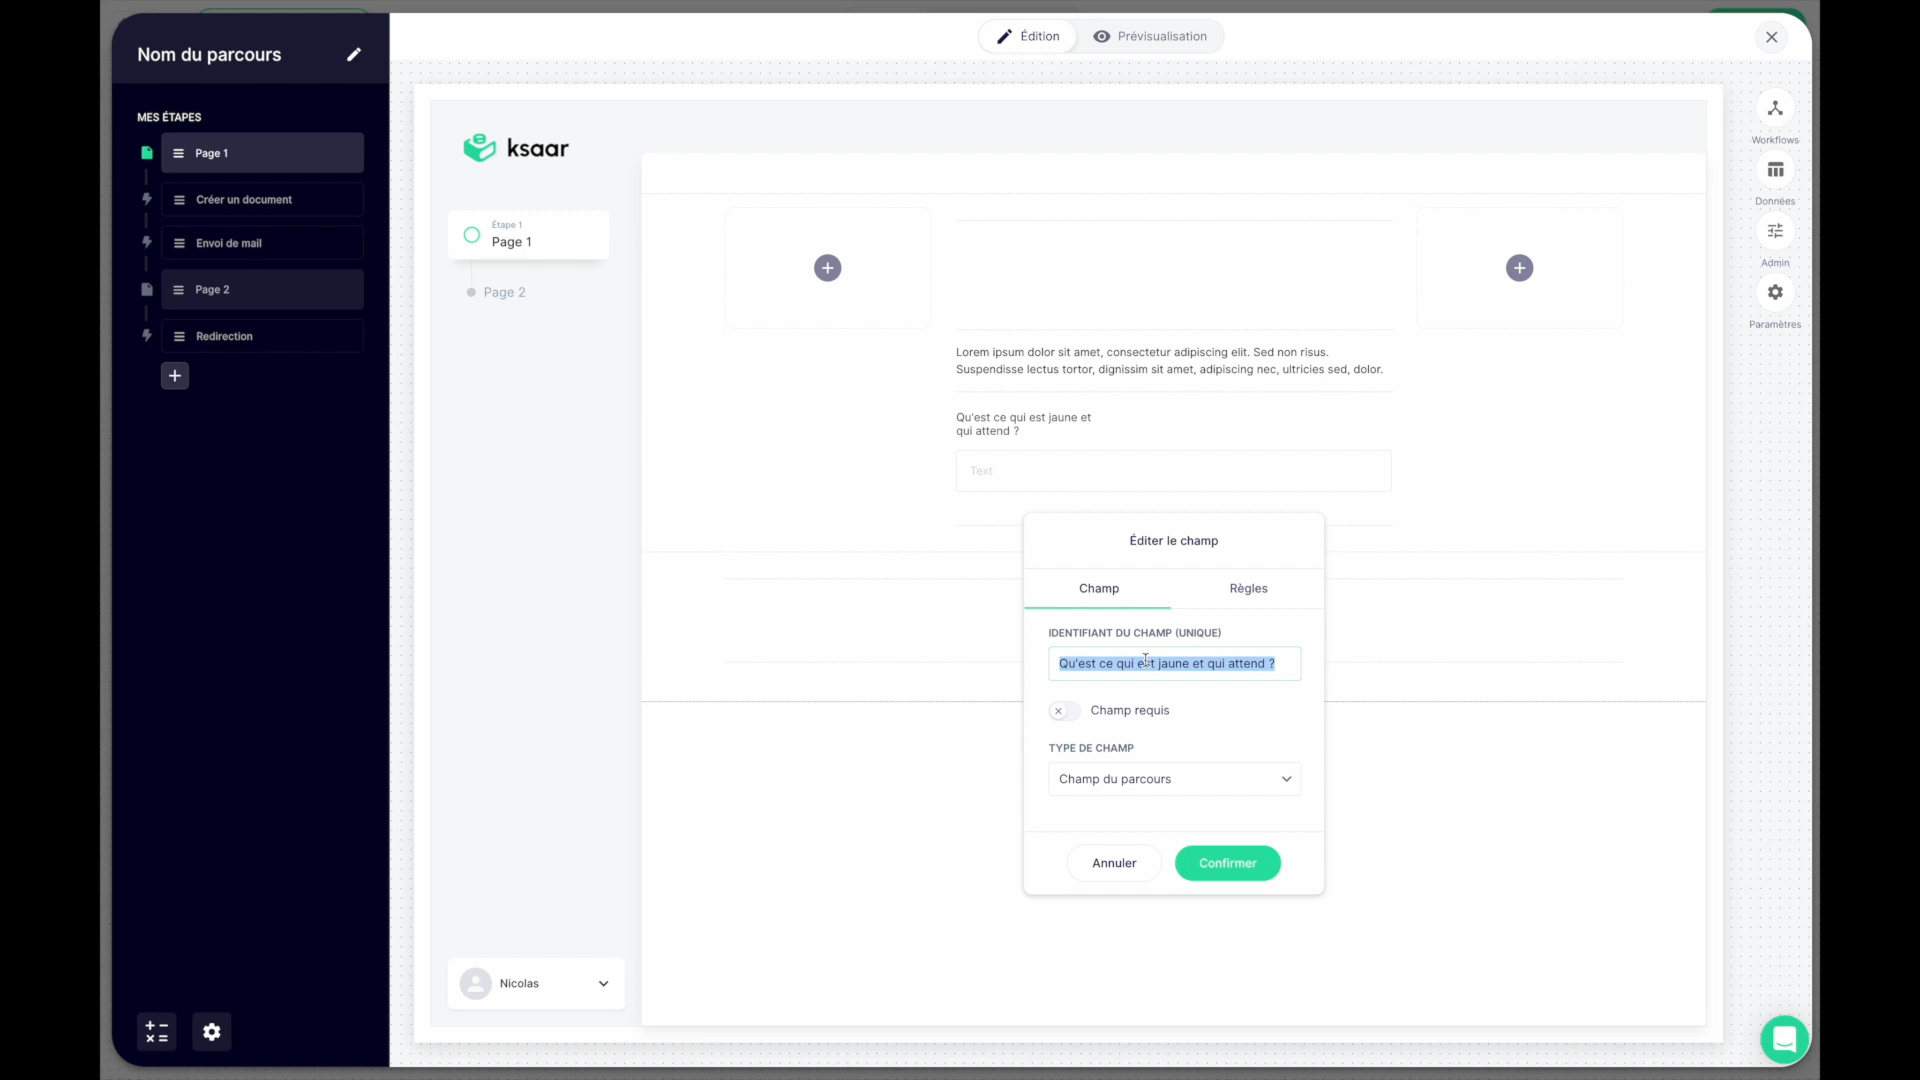 Nom du parcours
MES ÉTAPES
Page 1
Créer un document
Envoi de mail
Page 2
Redirection
Édition
Prévisualisation
ksaar
Étape 1
Page 1
Page 2
Lorem ipsum dolor sit amet, consectetur adipiscing elit. Sed non risus.
Suspendisse lectus tortor, dignissim sit amet, adipiscing nec, ultricies sed, dolor.
Qu'est ce qui est jaune et
qui attend ?
Text
Éditer le champ
Champ
Règles
IDENTIFIANT DU CHAMP (UNIQUE)
Qu'est ce qui est jaune et qui attend ?
Champ requis
TYPE DE CHAMP
Champ du parcours
Annuler
Confirmer
Nicolas
Workflows
Données
Admin
Paramètres